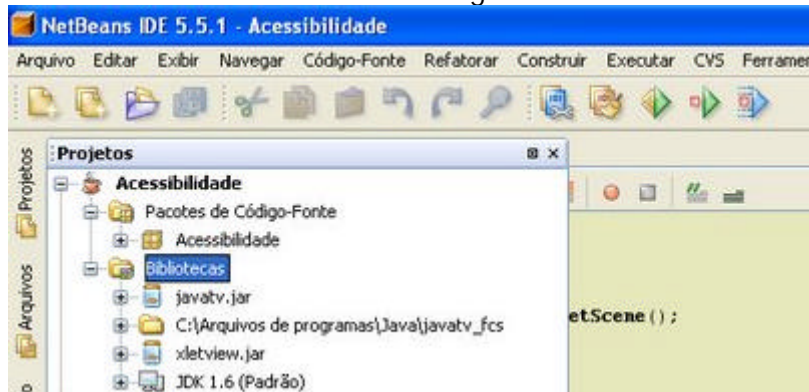 NetBeans IDE 5.5.1 - Acessibilidade
Arquivo Editar Exibir Navegar Código-Fonte Refatorar Construir Executar CVS
Projetos
Projetos
Acessibilidade
Pacotes de Código-Fonte
Acessibilidade
Bibliotecas
Arquivos
javatv.jar
C:\Arquivos de programas\Java\javatv_fcs
etScene();
xletview.jar
JDK 1.6 (Padrão)